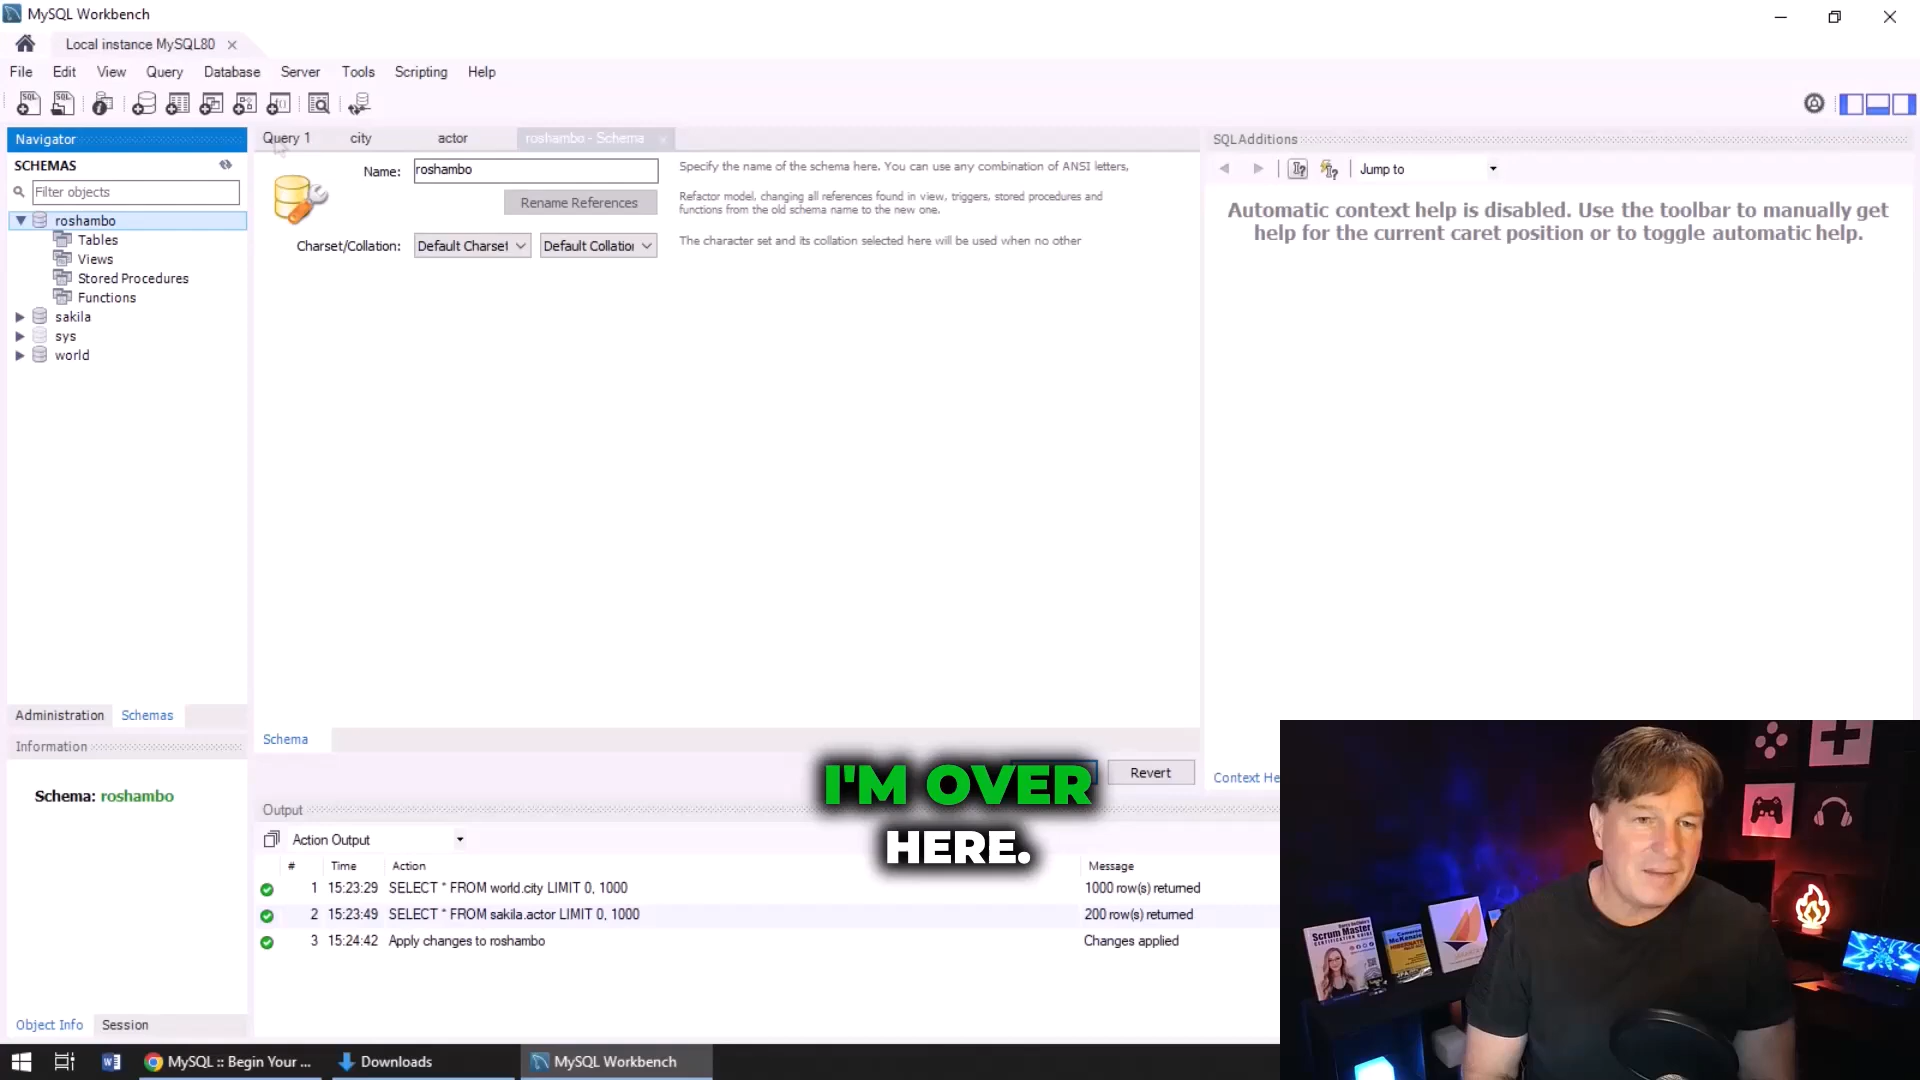 MySQL Workbench
Local instance MySQL80
File Edit View Query Database Server Tools Scripting Help
Navigator
SCHEMAS
Filter objects
roshambo
Tables
Views
Stored Procedures
Functions
sakila
sys
world
Administration Schemas
Information
Schema: roshambo
Object Info Session
Query 1 city actor roshambo - Schema
Name: roshambo
Specify the name of the schema here. You can use any combination of ANSI letters,
Rename References
Refactor model, changing all references found in view, triggers, stored procedures and
functions from the old schema name to the new one.
Charset/Collation: Default Charset Default Collation
The character set and its collation selected here will be used when no other
Schema
Revert
I'M OVER
HERE.
Output
Action Output
# Time Action Message
1 15:23:29 SELECT * FROM world.city LIMIT 0, 1000 1000 row(s) returned
2 15:23:49 SELECT * FROM sakila.actor LIMIT 0, 1000 200 row(s) returned
3 15:24:42 Apply changes to roshambo Changes applied
SQLAdditions
Jump to
Automatic context help is disabled. Use the toolbar to manually get
help for the current caret position or to toggle automatic help.
Context He
Scrum Master
MySQL :: Begin Your ...
Downloads
MySQL Workbench